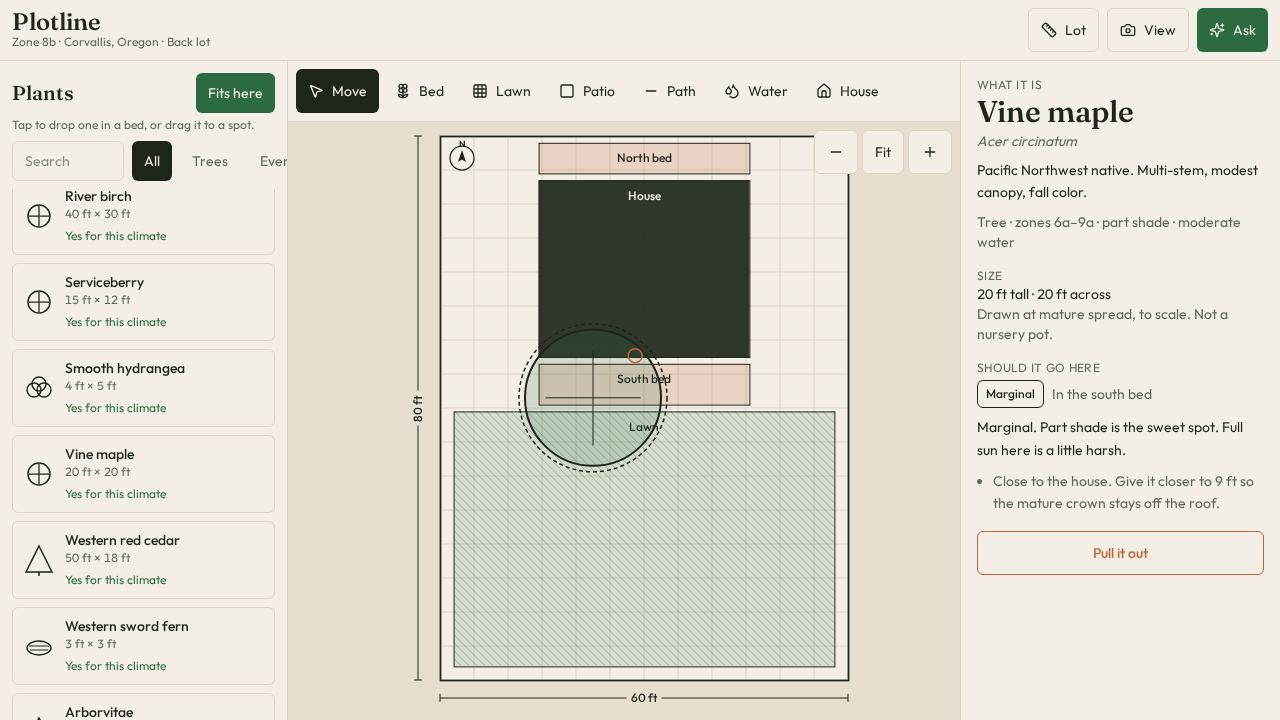 Plotline
Zone 8b · Corvallis, Oregon · Back lot
Lot
View
Ask
Plants
Fits here
Tap to drop one in a bed, or drag it to a spot.
Search
All
Trees
Ever
River birch
40 ft × 30 ft
Yes for this climate
Serviceberry
15 ft × 12 ft
Yes for this climate
Smooth hydrangea
4 ft × 5 ft
Yes for this climate
Vine maple
20 ft × 20 ft
Yes for this climate
Western red cedar
50 ft × 18 ft
Yes for this climate
Western sword fern
3 ft × 3 ft
Yes for this climate
Arborvitae
Move
Bed
Lawn
Patio
Path
Water
House
Fit
N
North bed
House
South bed
Lawn
80 ft
60 ft
WHAT IT IS
Vine maple
Acer circinatum
Pacific Northwest native. Multi-stem, modest
canopy, fall color.
Tree · zones 6a–9a · part shade · moderate
water
SIZE
20 ft tall · 20 ft across
Drawn at mature spread, to scale. Not a
nursery pot.
SHOULD IT GO HERE
Marginal
In the south bed
Marginal. Part shade is the sweet spot. Full
sun here is a little harsh.
Close to the house. Give it closer to 9 ft so
the mature crown stays off the roof.
Pull it out